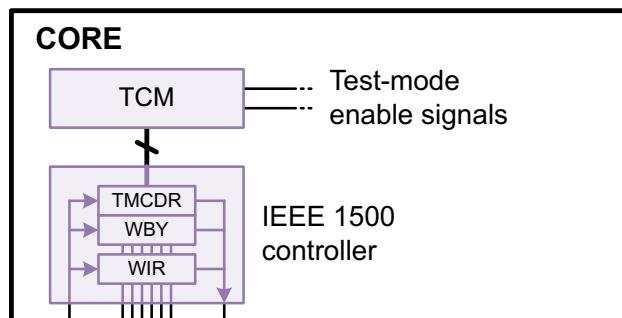 CORE
TCM
Test-mode
enable signals
TMCDR
WBY
WIR
IEEE 1500
controller